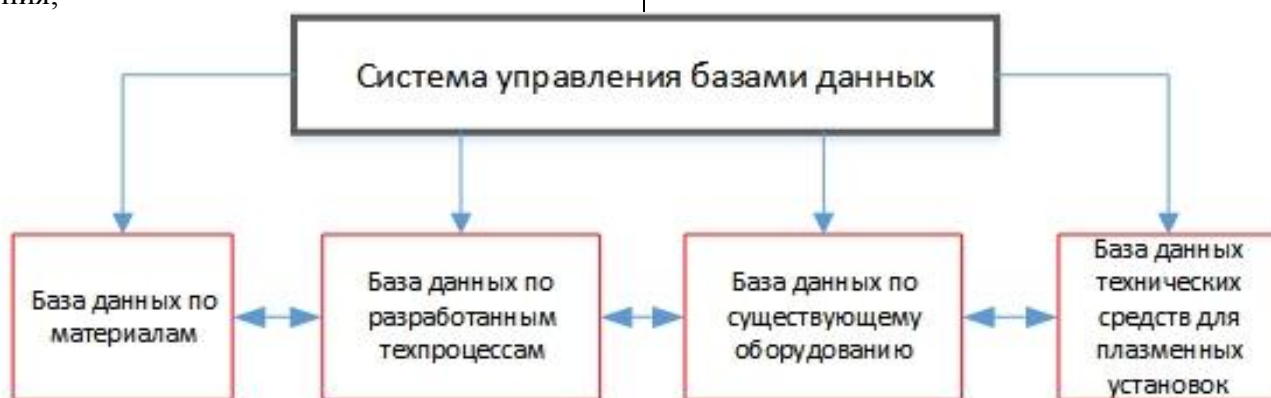 ния;
Система управления базами данных
База данных по
материалам
База данных по
разработанным
техпроцессам
База данных по
существующему
оборудованию
База данных
технических
средств для
плазменных
установок